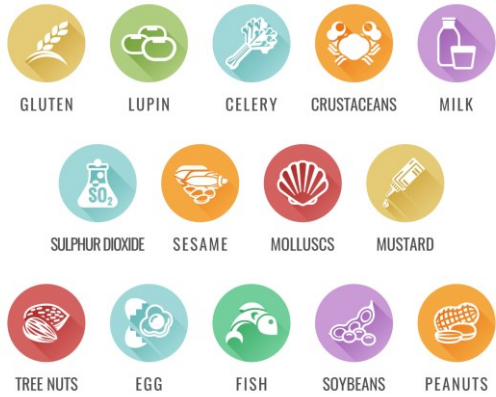 GLUTEN LUPIN CELERY CRUSTACEANS MILK
SO₂
SULPHUR DIOXIDE SESAME MOLLUSCS MUSTARD
TREE NUTS EGG FISH SOYBEANS PEANUTS